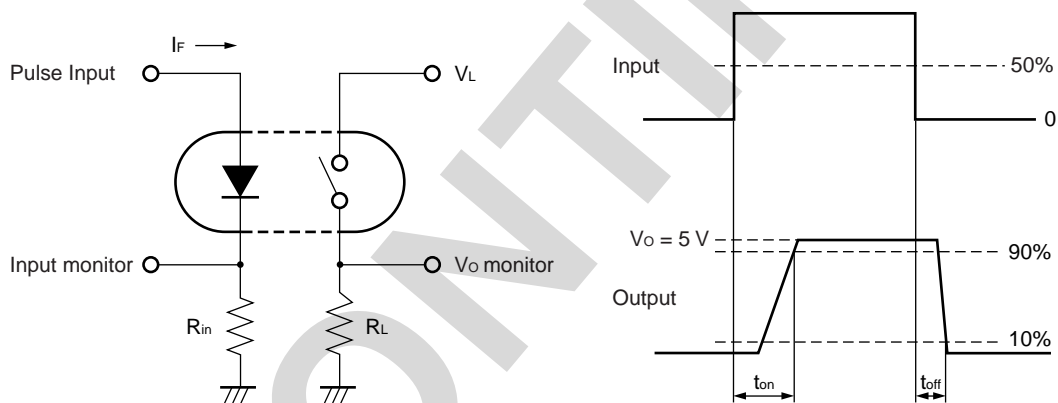 IF
Pulse Input
VL
Input monitor
VO monitor
Rin
RL
Input
50%
0
VO = 5 V
90%
Output
10%
ton
toff
ONTIN